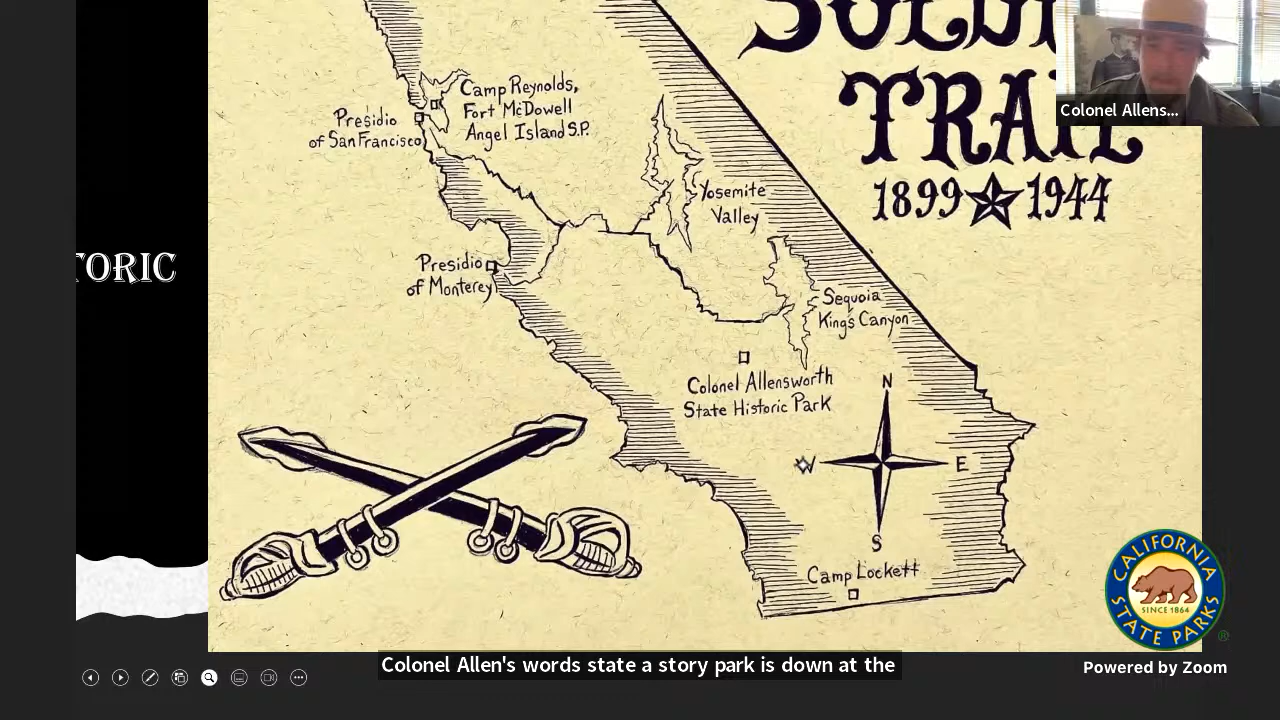 SOLDI
TRAIL
1899 1944
Colonel Allens...
Camp Reynolds,
Fort McDowell
Angel Island S.P.
Presidio
of San Francisco
Yosemite
Valley
TORIC
Presidio
of Monterey
Sequoia
Kings Canyon
Colonel Allensworth
State Historic Park
N
W E
S
Camp Lockett
CALIFORNIA
SINCE 1864
STATE PARKS
®
Colonel Allen's words state a story park is down at the
Powered by Zoom